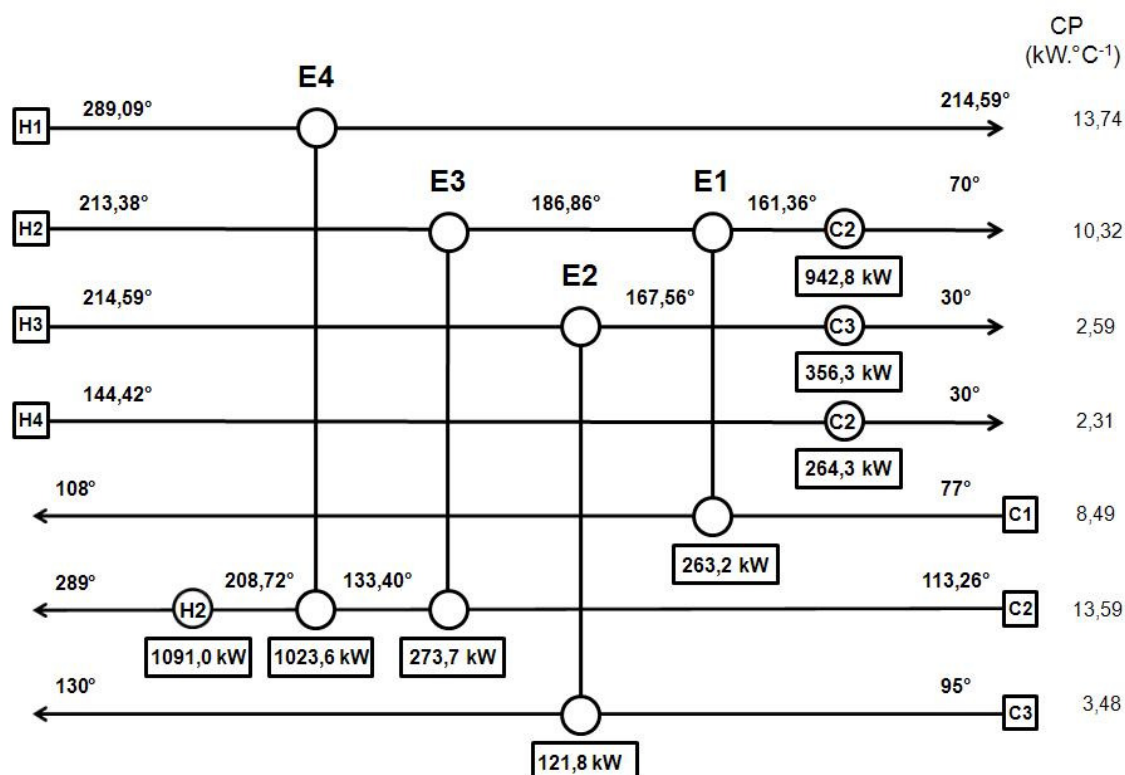 CP
(kW.°C⁻¹)
E4
289,09°
214,59°
H1
13,74
E3
E1
213,38°
186,86°
161,36°
70°
H2
C2
10,32
942,8 kW
E2
214,59°
167,56°
30°
H3
C3
2,59
356,3 kW
144,42°
30°
H4
C2
2,31
264,3 kW
108°
77°
C1
8,49
263,2 kW
289°
208,72°
133,40°
113,26°
H2
C2
13,59
1091,0 kW
1023,6 kW
273,7 kW
130°
95°
C3
3,48
121,8 kW